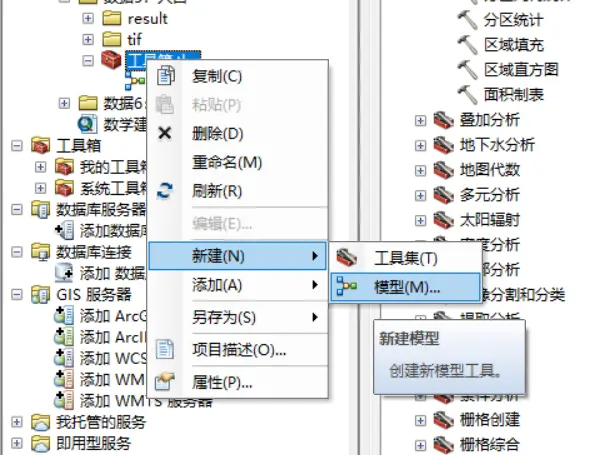 result
tif
工具箱
数据6
数学建
工具箱
我的工具箱
系统工具箱
数据库服务器
添加数据库
数据库连接
添加 数据
GIS 服务器
添加 ArcG
添加 ArcI
添加 WCS
添加 WM
添加 WMTS 服务器
我托管的服务
即用型服务
复制(C)
粘贴(P)
删除(D)
重命名(M)
刷新(R)
编辑(E)...
新建(N)
添加(A)
另存为(S)
项目描述(O)...
属性(P)...
工具集(T)
模型(M)...
新建模型
创建新模型工具。
分区统计
区域填充
区域直方图
面积制表
叠加分析
地下水分析
地图代数
多元分析
太阳辐射
密度分析
部分析
像分割和分类
提取分析
条件分析
栅格创建
栅格综合